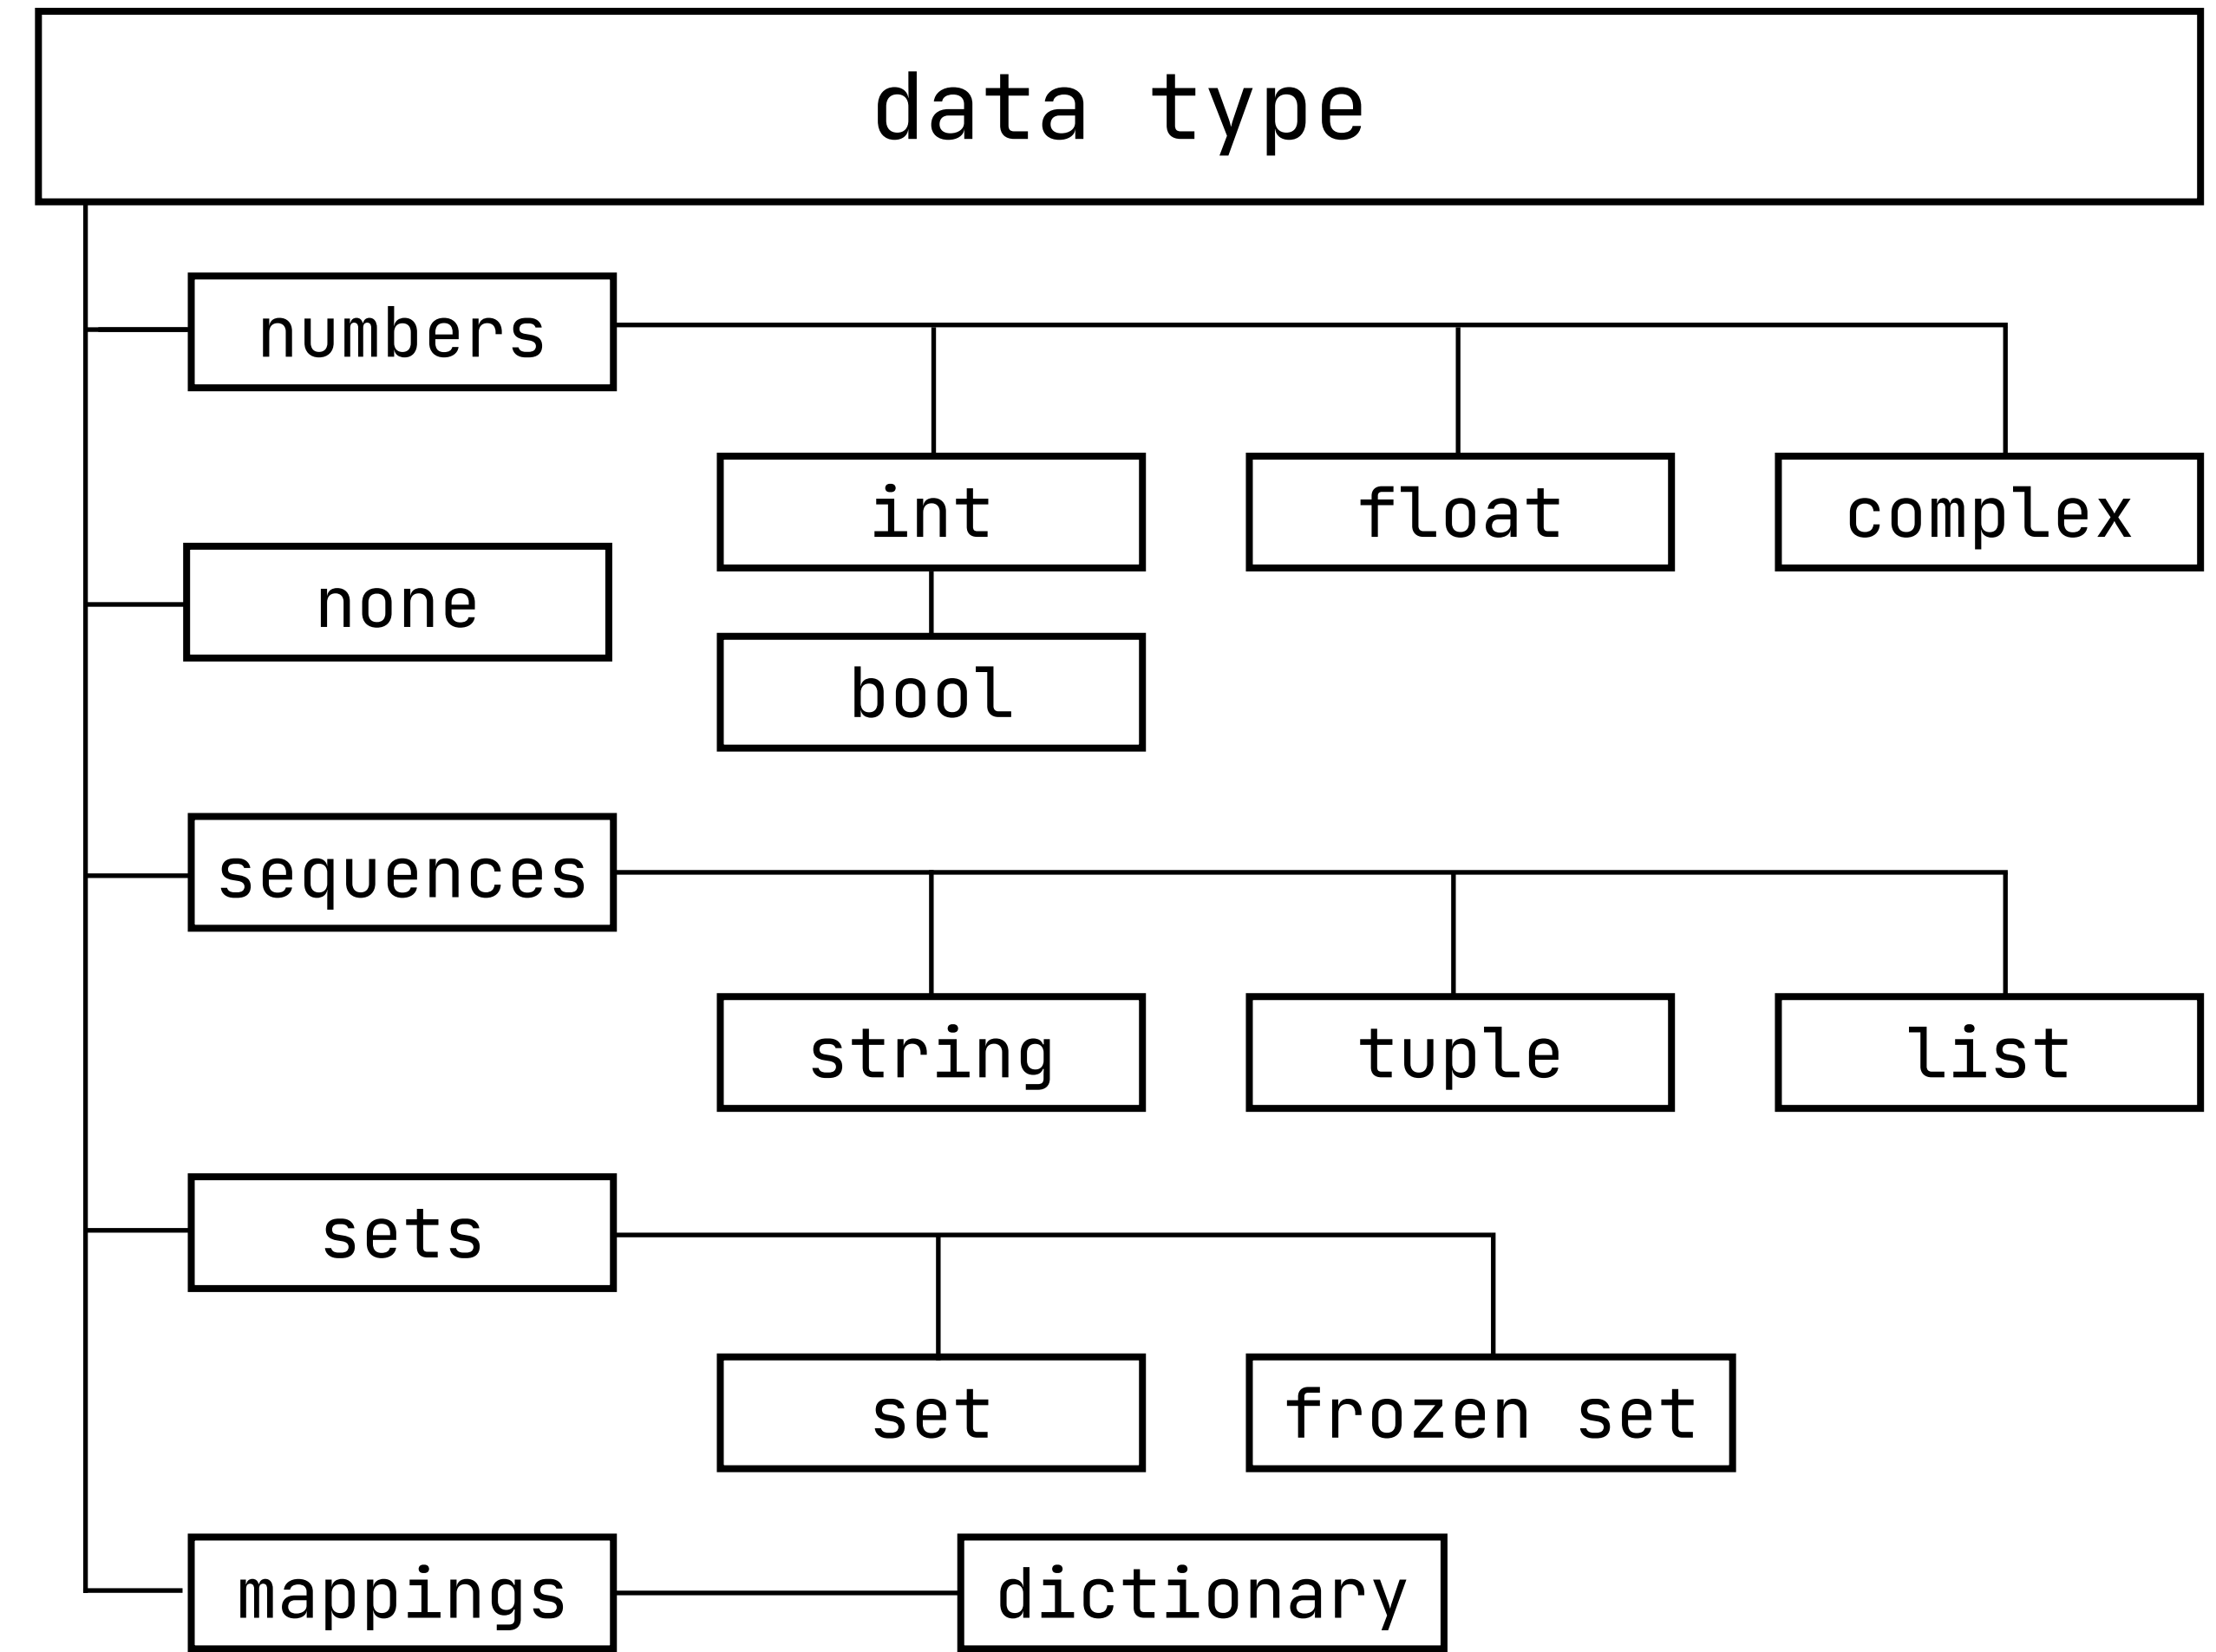 data type
numbers
int
float
complex
none
bool
sequences
string
tuple
list
sets
set
frozen set
mappings
dictionary